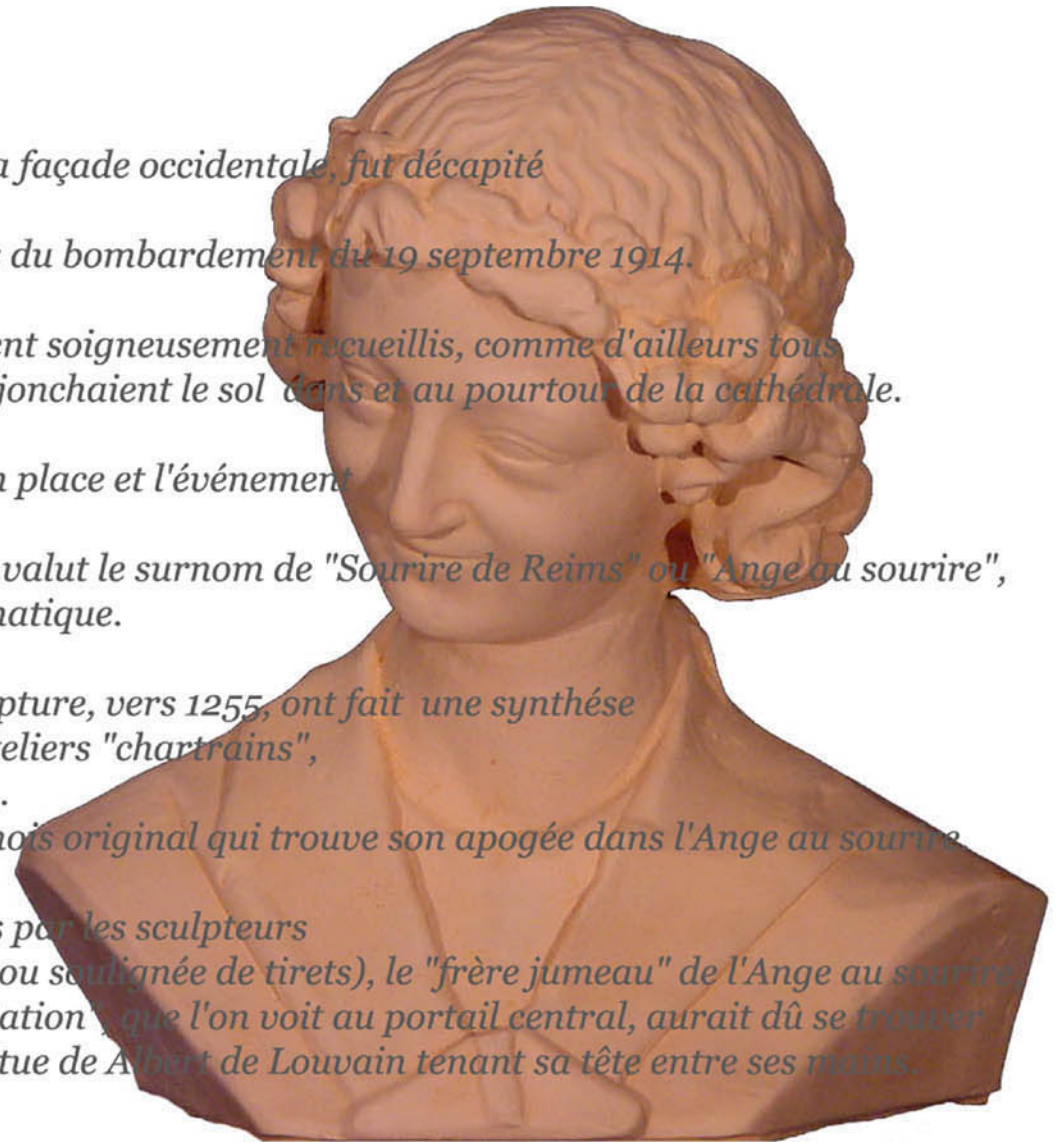 a façade occidentale, fut décapité
s du bombardement du 19 septembre 1914.
ent soigneusement recueillis, comme d'ailleurs tous
jonchaient le sol dans et au pourtour de la cathédrale.
n place et l'événement
valut le surnom de "Sourire de Reims" ou "Ange au sourire",
natique.
pture, vers 1255, ont fait une synthése
teliers "chartrains",
.
nois original qui trouve son apogée dans l'Ange au sourire.
s par les sculpteurs
ou soulignée de tirets), le "frère jumeau" de l'Ange au sourire,
ation", que l'on voit au portail central, aurait dû se trouver
tue de Albert de Louvain tenant sa tête entre ses mains.